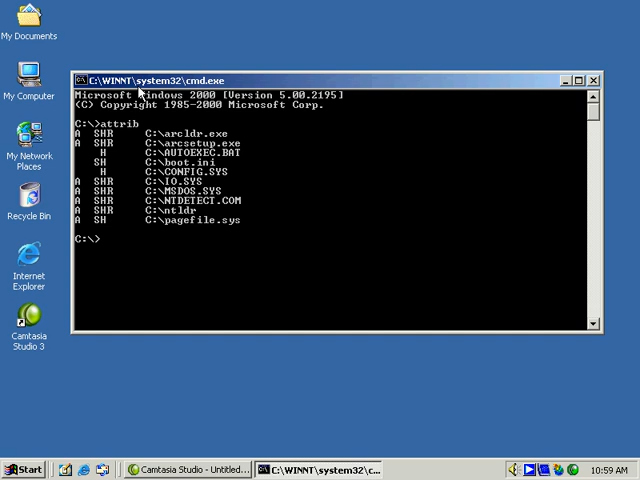 My Documents
My Computer
My Network
Places
Recycle Bin
Internet
Explorer
Camtasia
Studio 3
C:\WINNT\system32\cmd.exe
Microsoft Windows 2000 [Version 5.00.2195]
(C) Copyright 1985-2000 Microsoft Corp.
C:\>attrib
A  SHR     C:\arcldr.exe
A  SHR     C:\arcsetup.exe
    H      C:\AUTOEXEC.BAT
   SH      C:\boot.ini
    H      C:\CONFIG.SYS
A  SHR     C:\IO.SYS
A  SHR     C:\MSDOS.SYS
A  SHR     C:\NTDETECT.COM
A  SHR     C:\ntldr
A  SH      C:\pagefile.sys
C:\>
Start
Camtasia Studio - Untitled...
C:\WINNT\system32\c...
10:59 AM